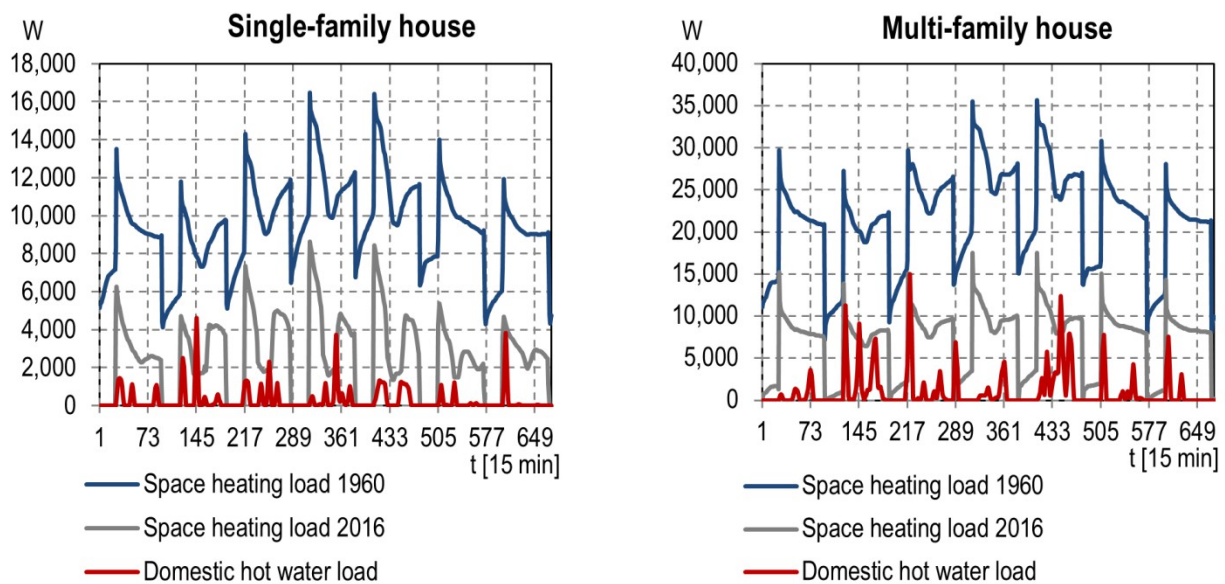 Single-family house
W
18,000
16,000
14,000
12,000
10,000
8,000
6,000
4,000
2,000
0
1 73 145 217 289 361 433 505 577 649
t [15 min]
Space heating load 1960
Space heating load 2016
Domestic hot water load
Multi-family house
W
40,000
35,000
30,000
25,000
20,000
15,000
10,000
5,000
0
1 73 145 217 289 361 433 505 577 649
t [15 min]
Space heating load 1960
Space heating load 2016
Domestic hot water load